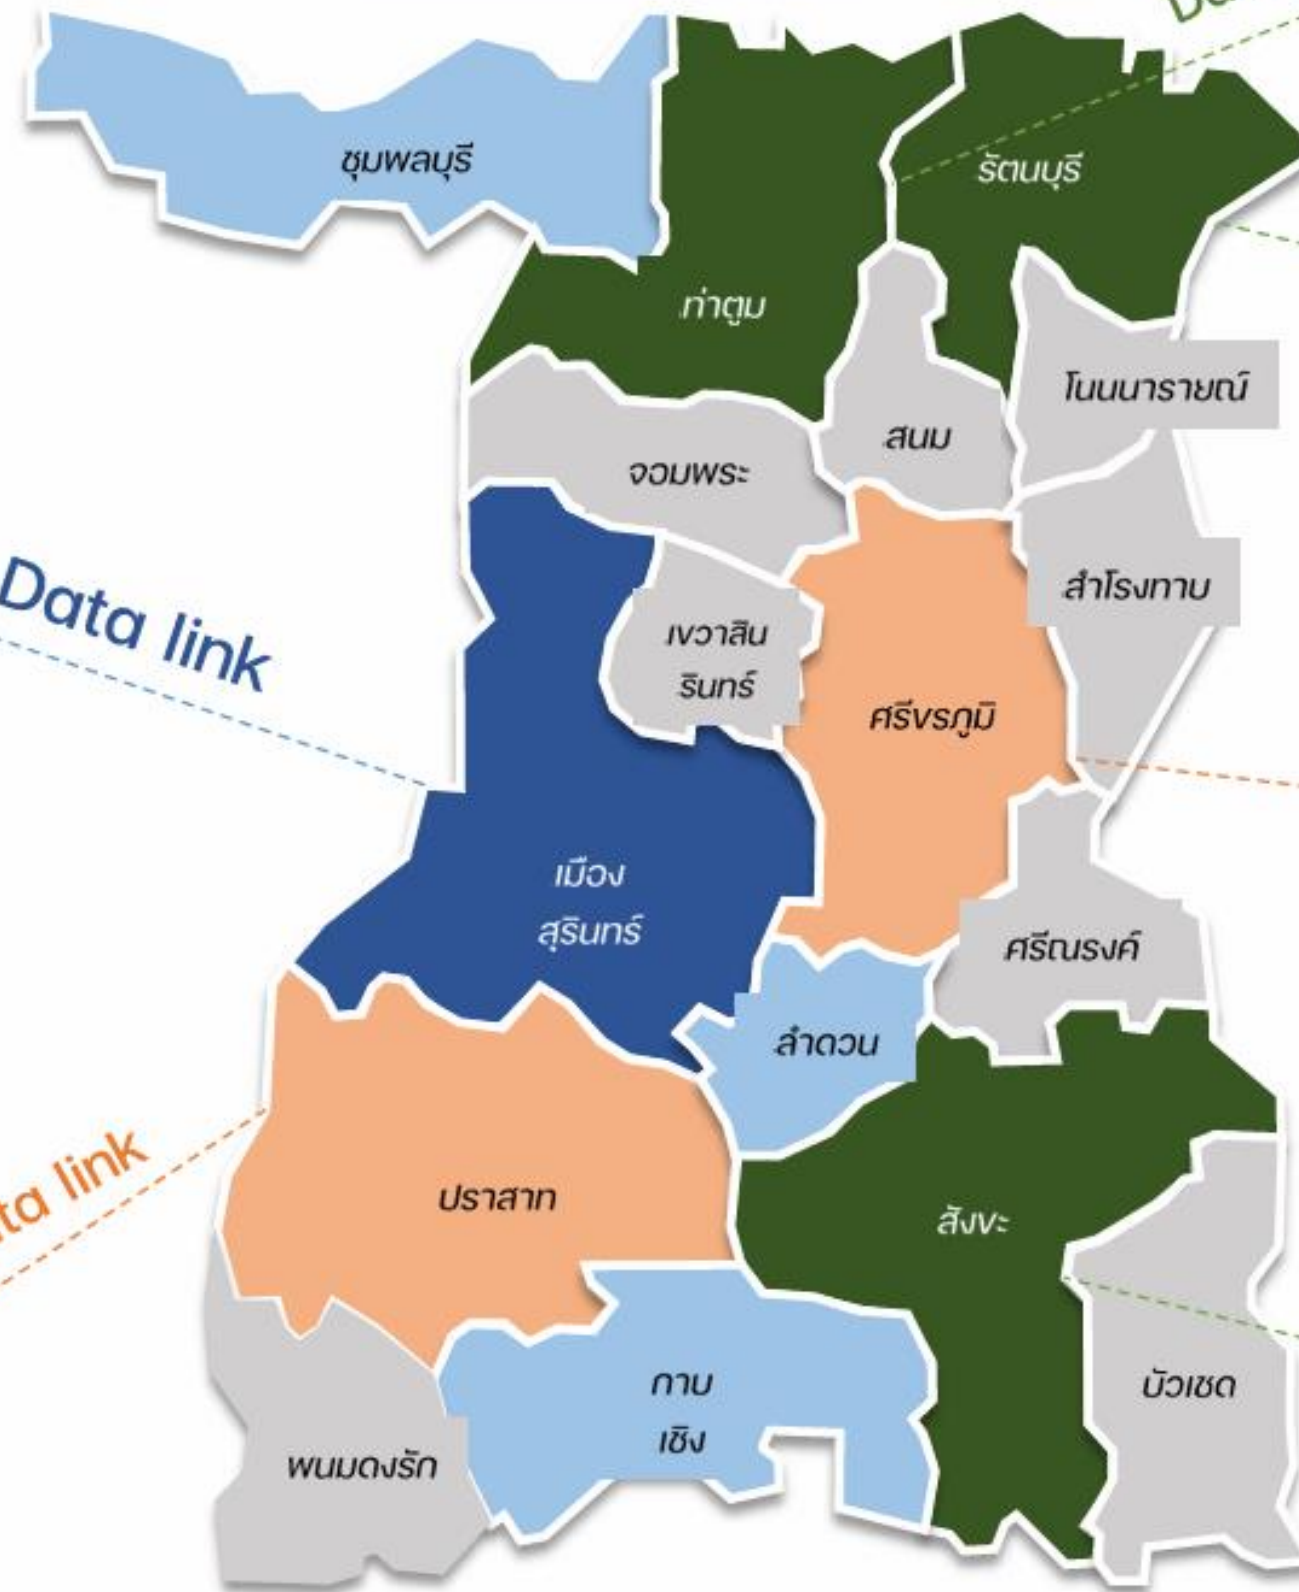 ชุมพลบุรี
รัตนบุรี
ท่าตูม
โนนนารายณ์
สนม
จอมพระ
สำโรงทาบ
Data link
เขวาสิน
รินทร์
ศรีขรภูมิ
เมือง
สุรินทร์
ศรีณรงค์
ลำดวน
link
ปราสาท
สังขะ
กาบ
เชิง
บัวเชด
พนมดงรัก